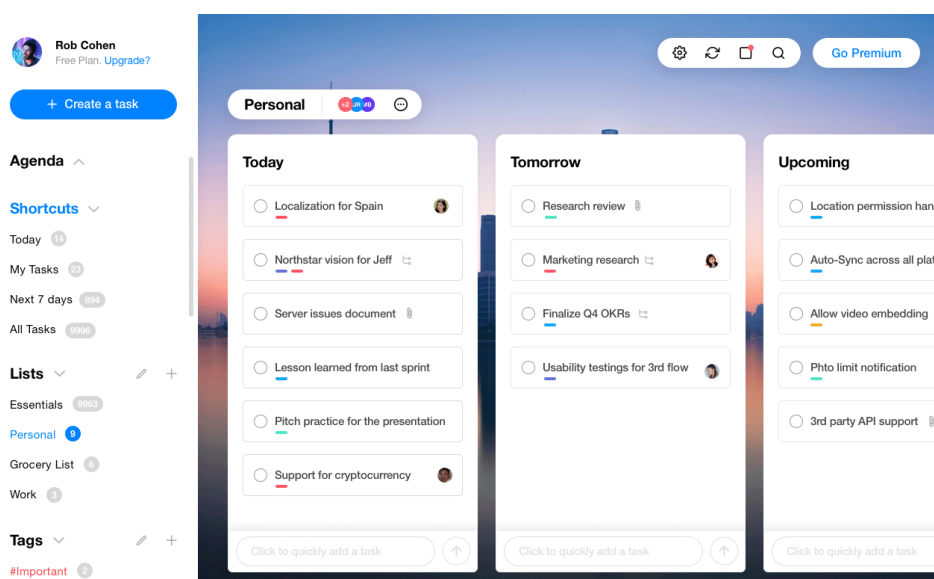 Rob Cohen
Free Plan. Upgrade?
+ Create a task
Agenda
Shortcuts
Today 14
My Tasks 23
Next 7 days 894
All Tasks 9996
Lists
Essentials 9963
Personal 9
Grocery List 6
Work 3
Tags
#Important 2
Go Premium
Personal +2 JR MB
Today
Localization for Spain
Northstar vision for Jeff
Server issues document
Lesson learned from last sprint
Pitch practice for the presentation
Support for cryptocurrency
Click to quickly add a task
Tomorrow
Research review
Marketing research
Finalize Q4 OKRs
Usability testings for 3rd flow
Click to quickly add a task
Upcoming
Location permission han
Auto-Sync across all plat
Allow video embedding
Phto limit notification
3rd party API support
Click to quickly add a task